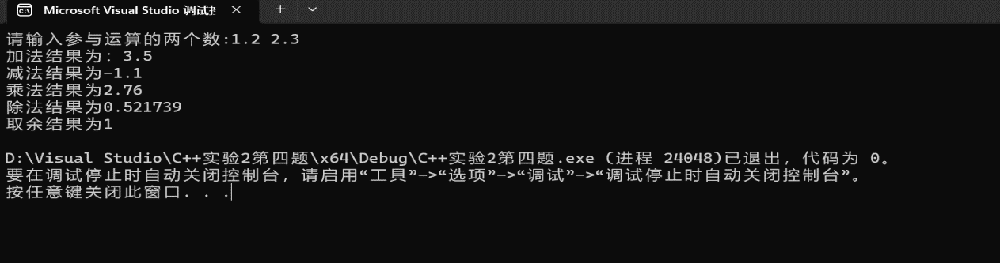 Microsoft Visual Studio 调试
请输入参与运算的两个数:1.2 2.3
加法结果为: 3.5
减法结果为-1.1
乘法结果为2.76
除法结果为0.521739
取余结果为1
D:\Visual Studio\C++实验2第四题\x64\Debug\C++实验2第四题.exe (进程 24048)已退出，代码为 0。
要在调试停止时自动关闭控制台，请启用“工具”->“选项”->“调试”->“调试停止时自动关闭控制台”。
按任意键关闭此窗口. . .